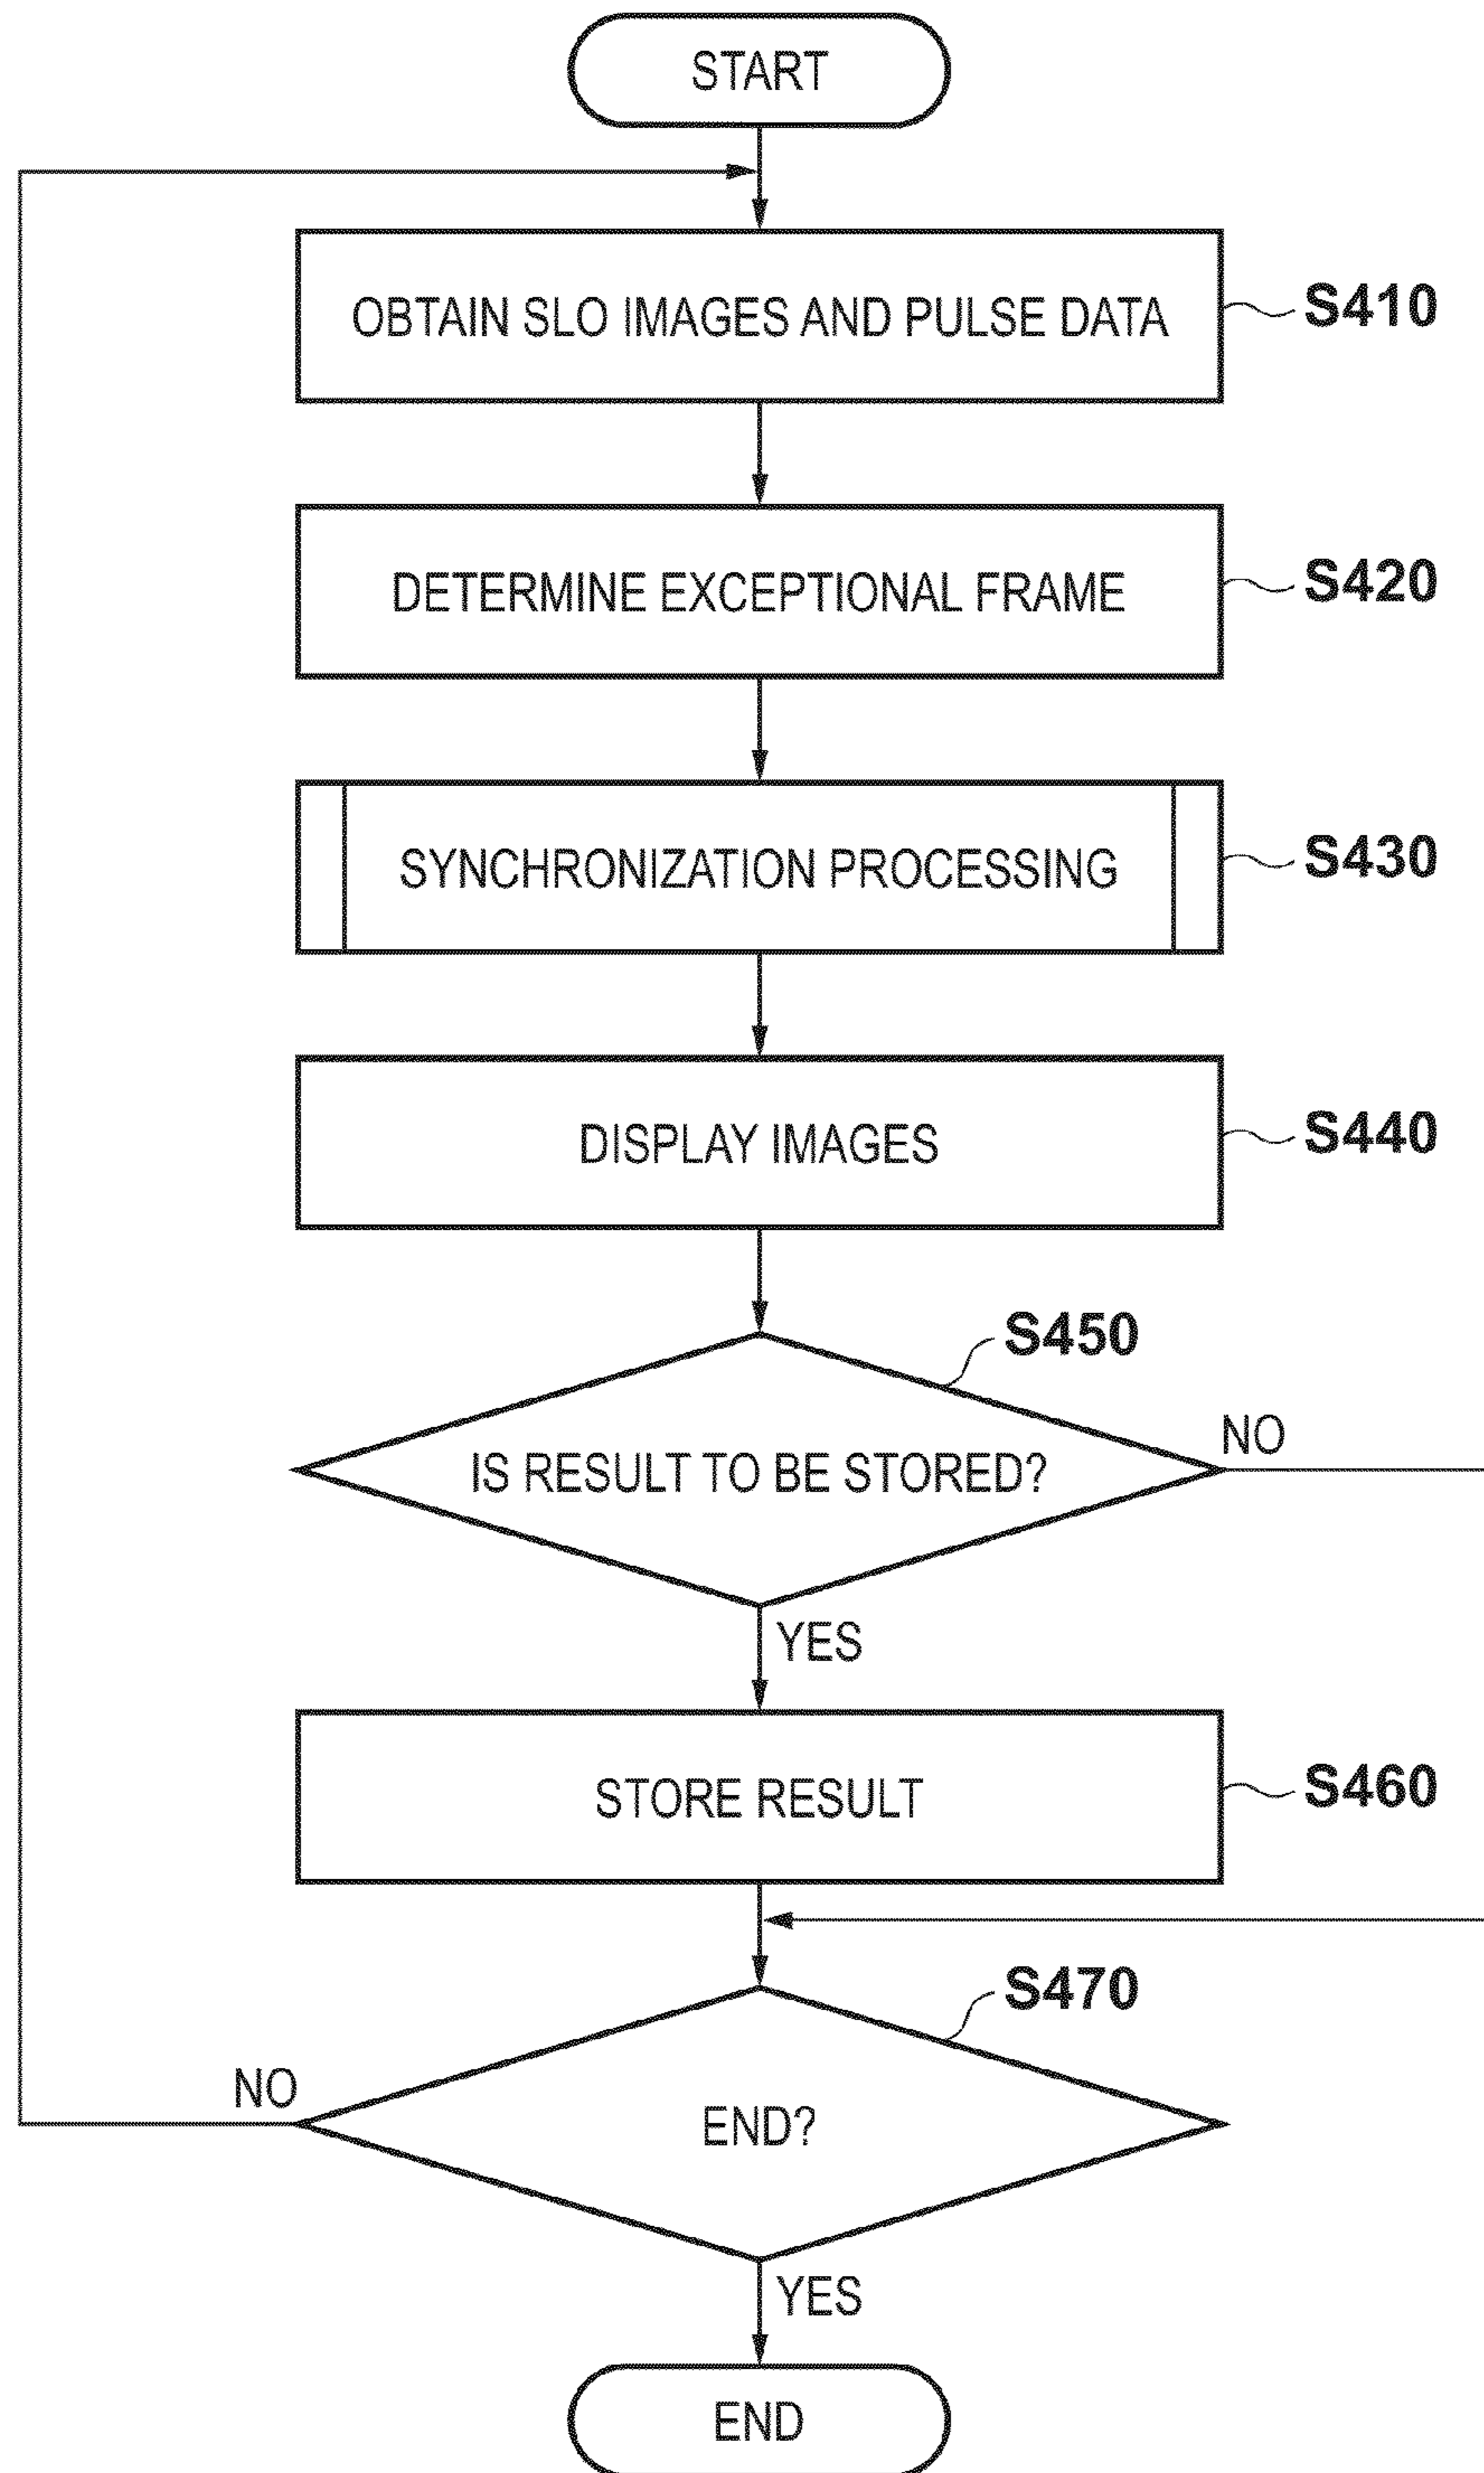 START
OBTAIN SLO IMAGES AND PULSE DATA
S410
DETERMINE EXCEPTIONAL FRAME
S420
SYNCHRONIZATION PROCESSING
S430
DISPLAY IMAGES
S440
S450
IS RESULT TO BE STORED?
NO
YES
STORE RESULT
S460
S470
NO
END?
YES
END